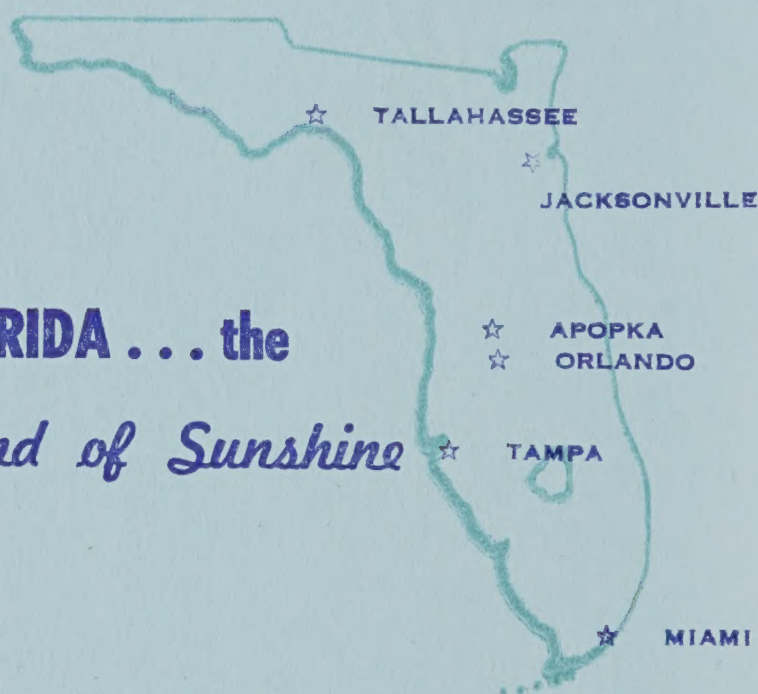 TALLAHASSEE
JACKSONVILLE
RIDA . . . the
APOPKA
ORLANDO
nd of Sunshine
TAMPA
MIAMI